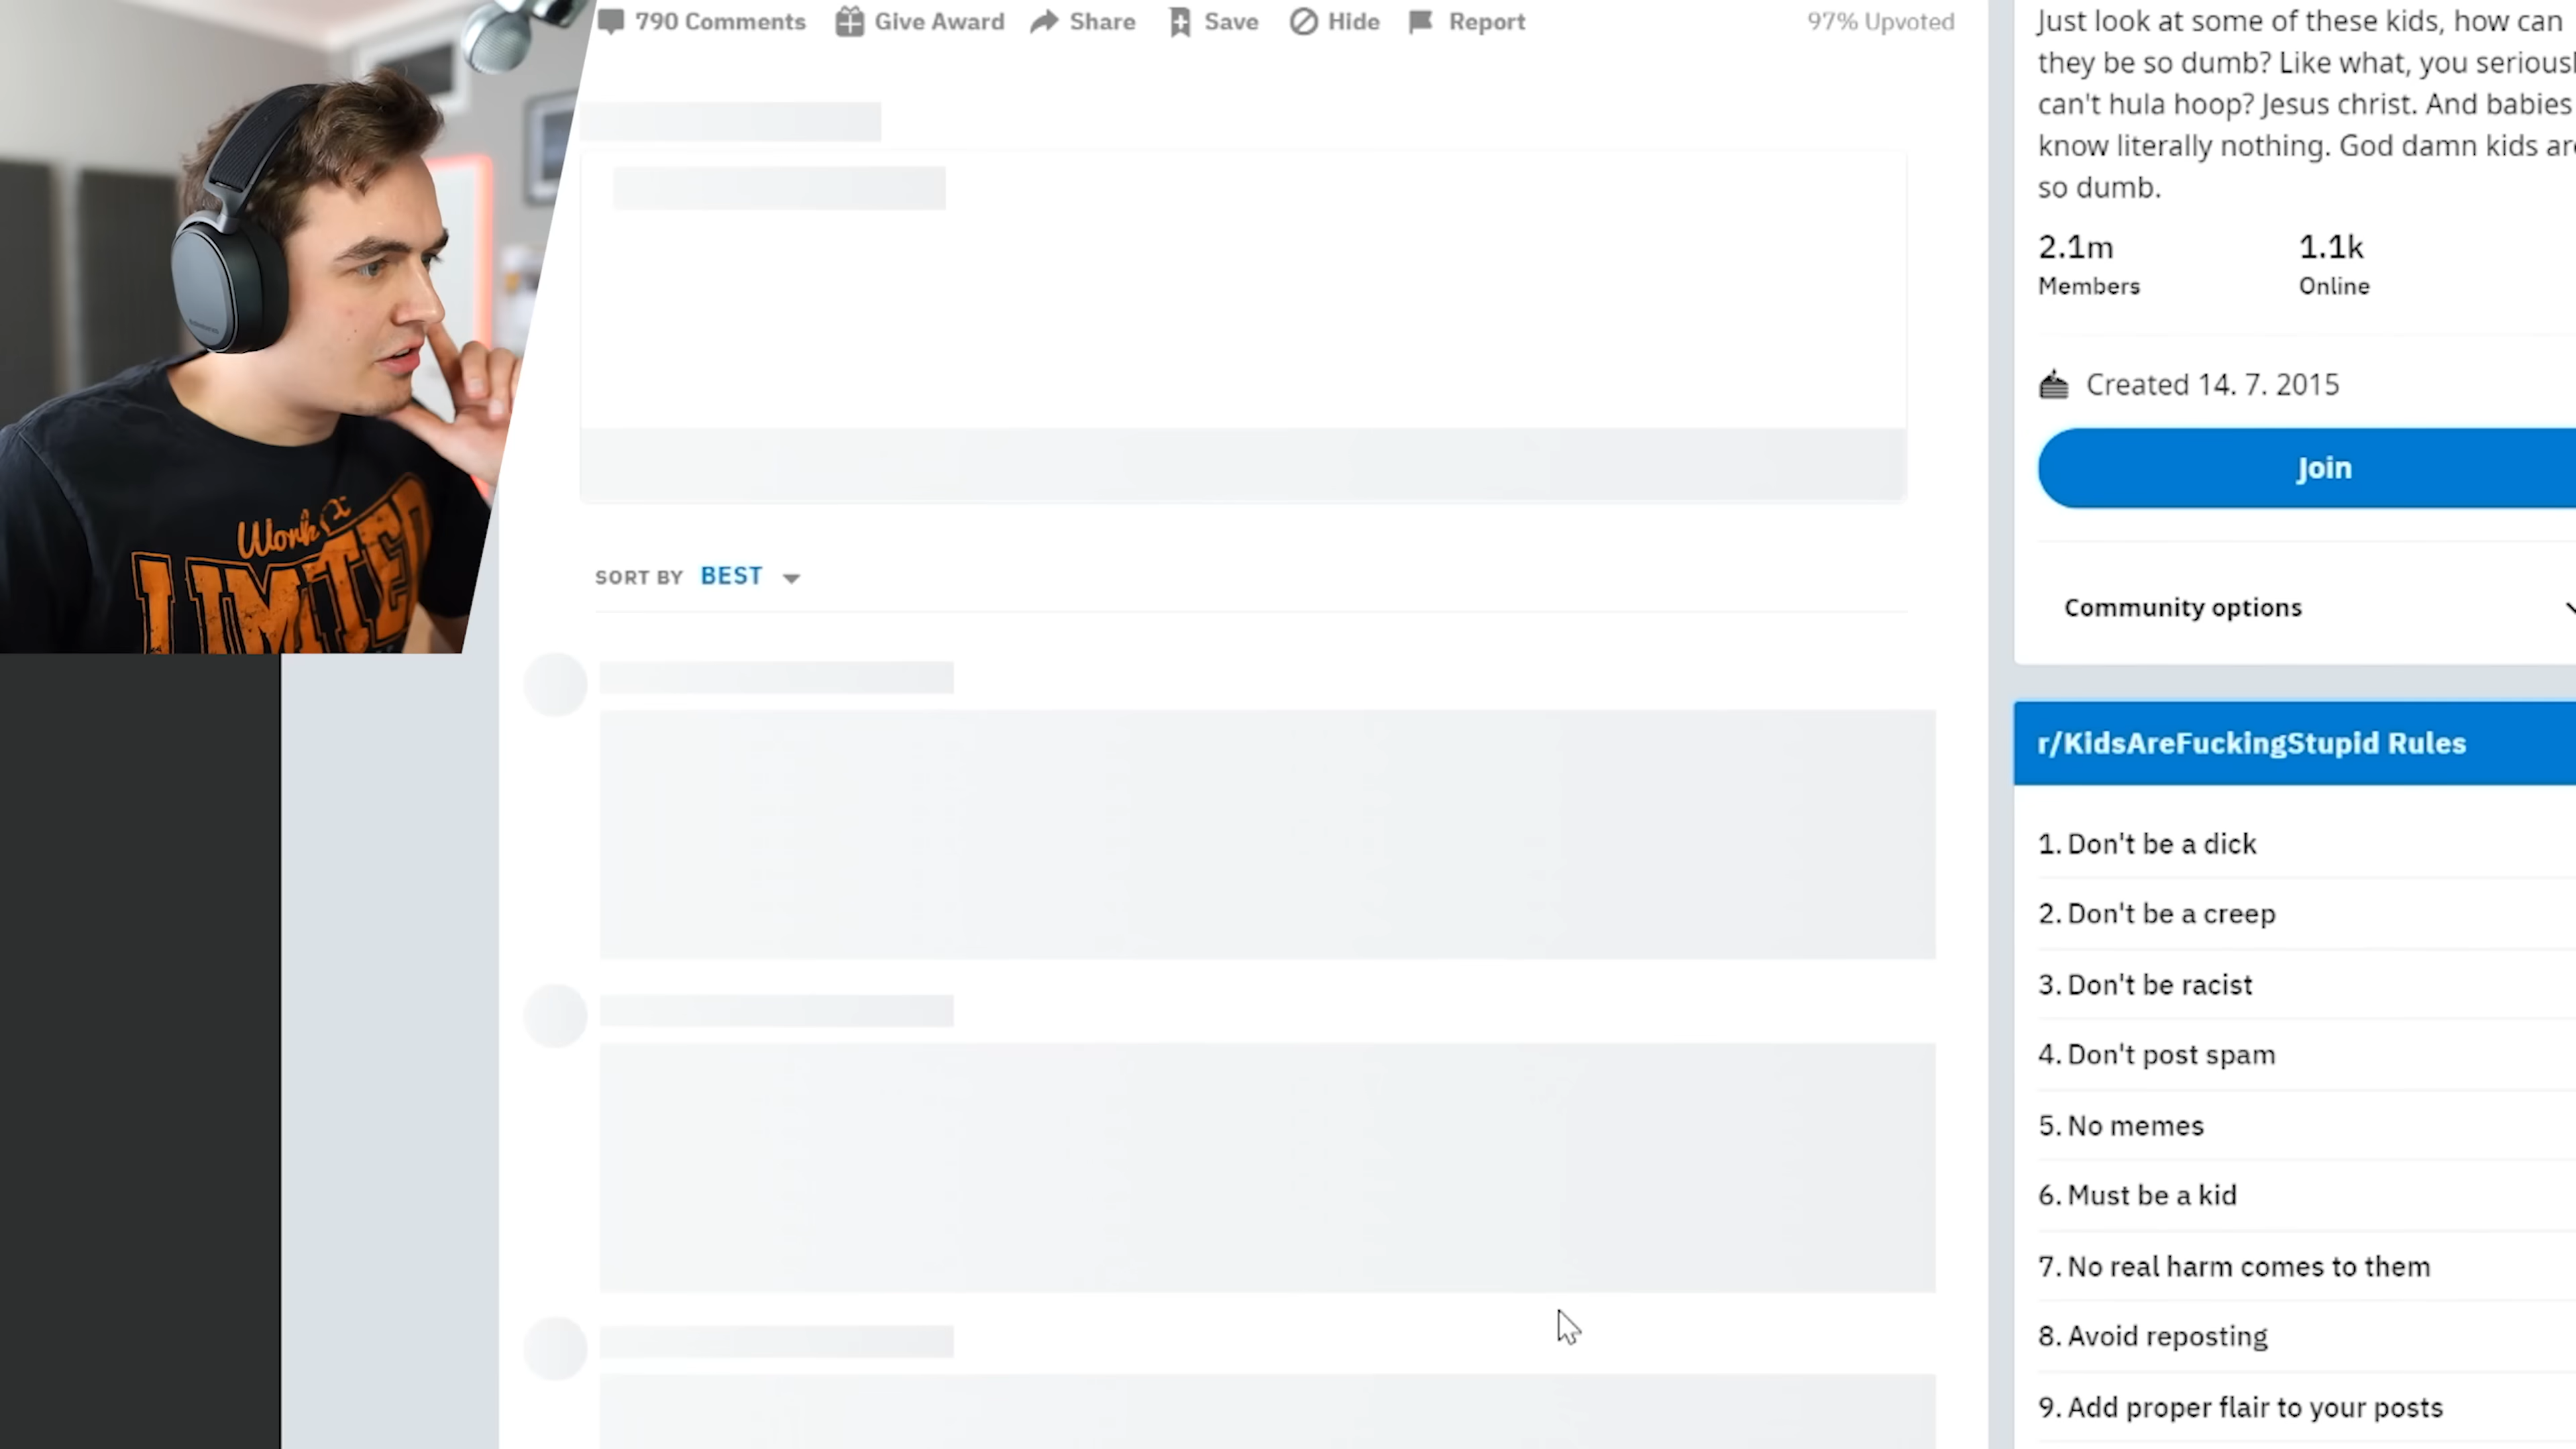 790 Comments Give Award Share Save Hide Report 97% Upvoted
Work
LIMITED
SORT BY BEST
Just look at some of these kids, how can
they be so dumb? Like what, you
can't hula hoop? Jesus christ. And babies
know literally nothing. God damn kids
so dumb.
2.1m 1.1k
Members Online
Created 14. 7. 2015
Join
Community options
r/KidsAreFuckingStupid Rules
1. Don't be a dick
2. Don't be a creep
3. Don't be racist
4. Don't post spam
5. No memes
6. Must be a kid
7. No real harm comes to them
8. Avoid reposting
9. Add proper flair to your posts